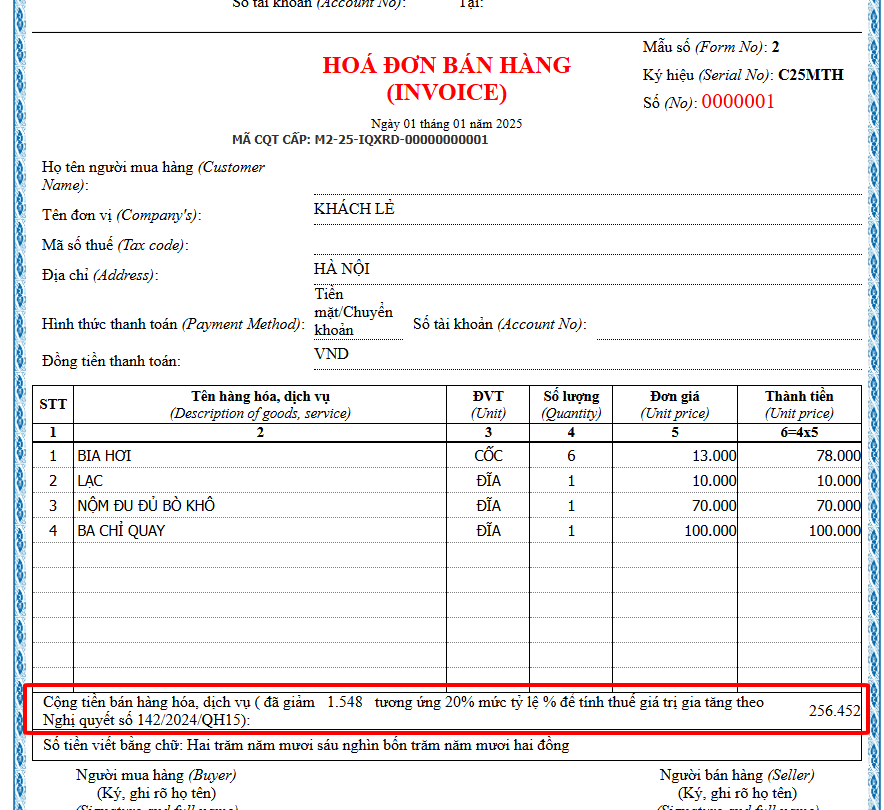 Số tài khoản (Account No): Tại:
HOÁ ĐƠN BÁN HÀNG
(INVOICE)
Mẫu số (Form No): 2
Ký hiệu (Serial No): C25MTH
Số (No): 0000001
Ngày 01 tháng 01 năm 2025
MÃ CQT CẤP: M2-25-IQXRD-00000000001
Họ tên người mua hàng (Customer
Name):
Tên đơn vị (Company's): KHÁCH LẺ
Mã số thuế (Tax code):
Địa chỉ (Address): HÀ NỘI
Hình thức thanh toán (Payment Method): Tiền
mặt/Chuyển
khoản
Số tài khoản (Account No):
Đồng tiền thanh toán: VND
STT Tên hàng hóa, dịch vụ ĐVT Số lượng Đơn giá Thành tiền
(Description of goods, service) (Unit) (Quantity) (Unit price) (Unit price)
1 2 3 4 5 6=4x5
1 BIA HƠI CỐC 6 13.000 78.000
2 LẠC ĐĨA 1 10.000 10.000
3 NỘM ĐU ĐỦ BÒ KHÔ ĐĨA 1 70.000 70.000
4 BA CHỈ QUAY ĐĨA 1 100.000 100.000
Cộng tiền bán hàng hóa, dịch vụ ( đã giảm 1.548 tương ứng 20% mức tỷ lệ % để tính thuế giá trị gia tăng theo
Nghị quyết số 142/2024/QH15): 256.452
Số tiền viết bằng chữ: Hai trăm năm mươi sáu nghìn bốn trăm năm mươi hai đồng
Người mua hàng (Buyer) Người bán hàng (Seller)
(Ký, ghi rõ họ tên) (Ký, ghi rõ họ tên)